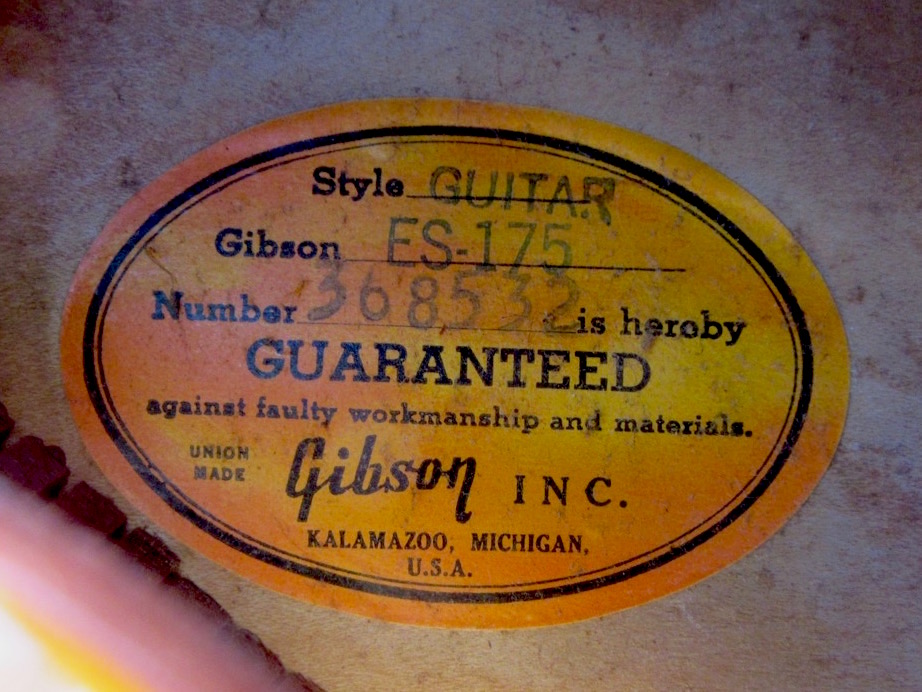 Style GUITAR
Gibson ES-175
Number 368532 is hereby
GUARANTEED
against faulty workmanship and materials.
UNION MADE Gibson INC.
KALAMAZOO, MICHIGAN,
U.S.A.